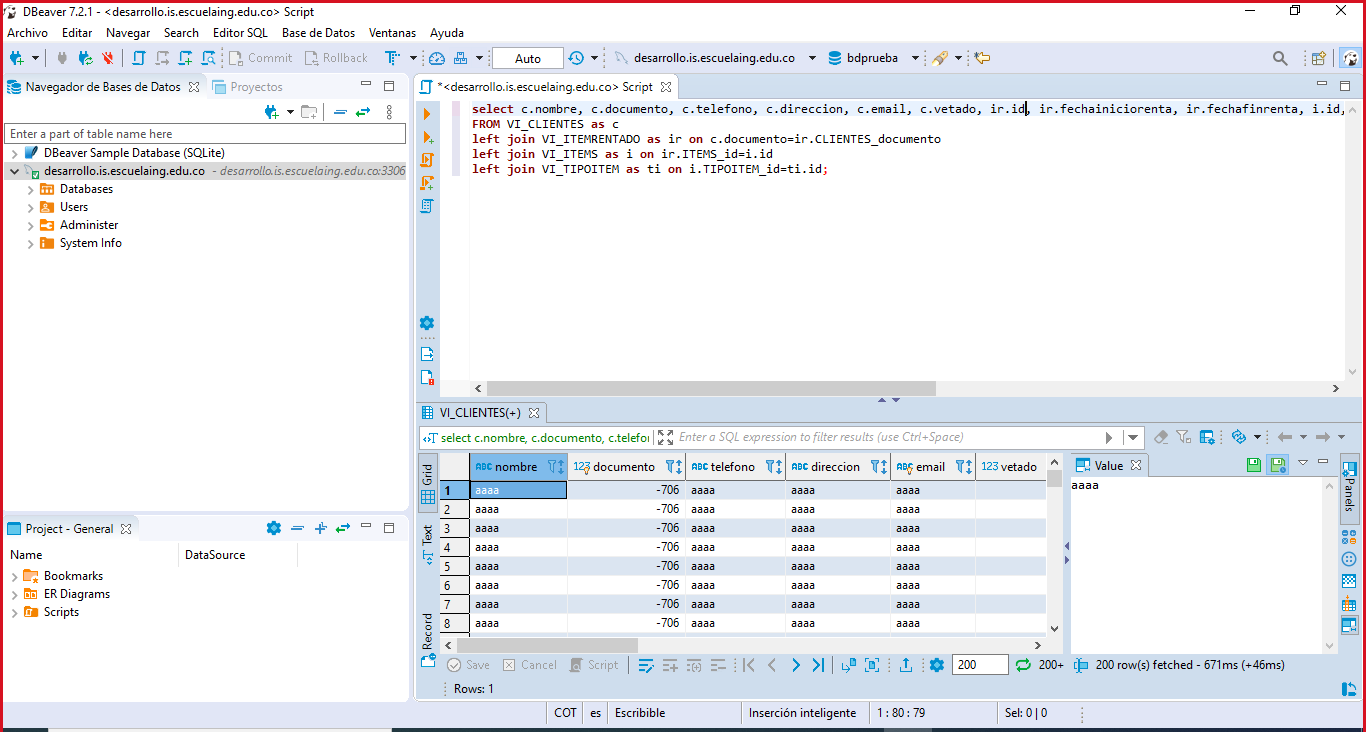 DBeaver 7.2.1 - <desarrollo.is.escuelaing.edu.co> Script
Archivo Editar Navegar Search Editor SQL Base de Datos Ventanas Ayuda
Commit Rollback Auto desarrollo.is.escuelaing.edu.co bdprueba
Navegador de Bases de Datos Proyectos
Enter a part of table name here
DBeaver Sample Database (SQLite)
desarrollo.is.escuelaing.edu.co - desarrollo.is.escuelaing.edu.co:3306
Databases
Users
Administer
System Info
*<desarrollo.is.escuelaing.edu.co> Script
select c.nombre, c.documento, c.telefono, c.direccion, c.email, c.vetado, ir.id, ir.fechainiciorenta, ir.fechafinrenta, i.id,
FROM VI_CLIENTES as c
left join VI_ITEMRENTADO as ir on c.documento=ir.CLIENTES_documento
left join VI_ITEMS as i on ir.ITEMS_id=i.id
left join VI_TIPOITEM as ti on i.TIPOITEM_id=ti.id;
Project - General
Name DataSource
Bookmarks
ER Diagrams
Scripts
VI_CLIENTES(+)
select c.nombre, c.documento, c.telefo Enter a SQL expression to filter results (use Ctrl+Space)
Grid
Text
Record
ABC nombre 123 documento ABC telefono ABC direccion ABC email 123 vetado
1 aaaa -706 aaaa aaaa aaaa
2 aaaa -706 aaaa aaaa aaaa
3 aaaa -706 aaaa aaaa aaaa
4 aaaa -706 aaaa aaaa aaaa
5 aaaa -706 aaaa aaaa aaaa
6 aaaa -706 aaaa aaaa aaaa
7 aaaa -706 aaaa aaaa aaaa
8 aaaa -706 aaaa aaaa aaaa
Value
aaaa
Panels
Save Cancel Script 200 200+ 200 row(s) fetched - 671ms (+46ms)
Rows: 1
COT es Escribible Inserción inteligente 1 : 80 : 79 Sel: 0 | 0